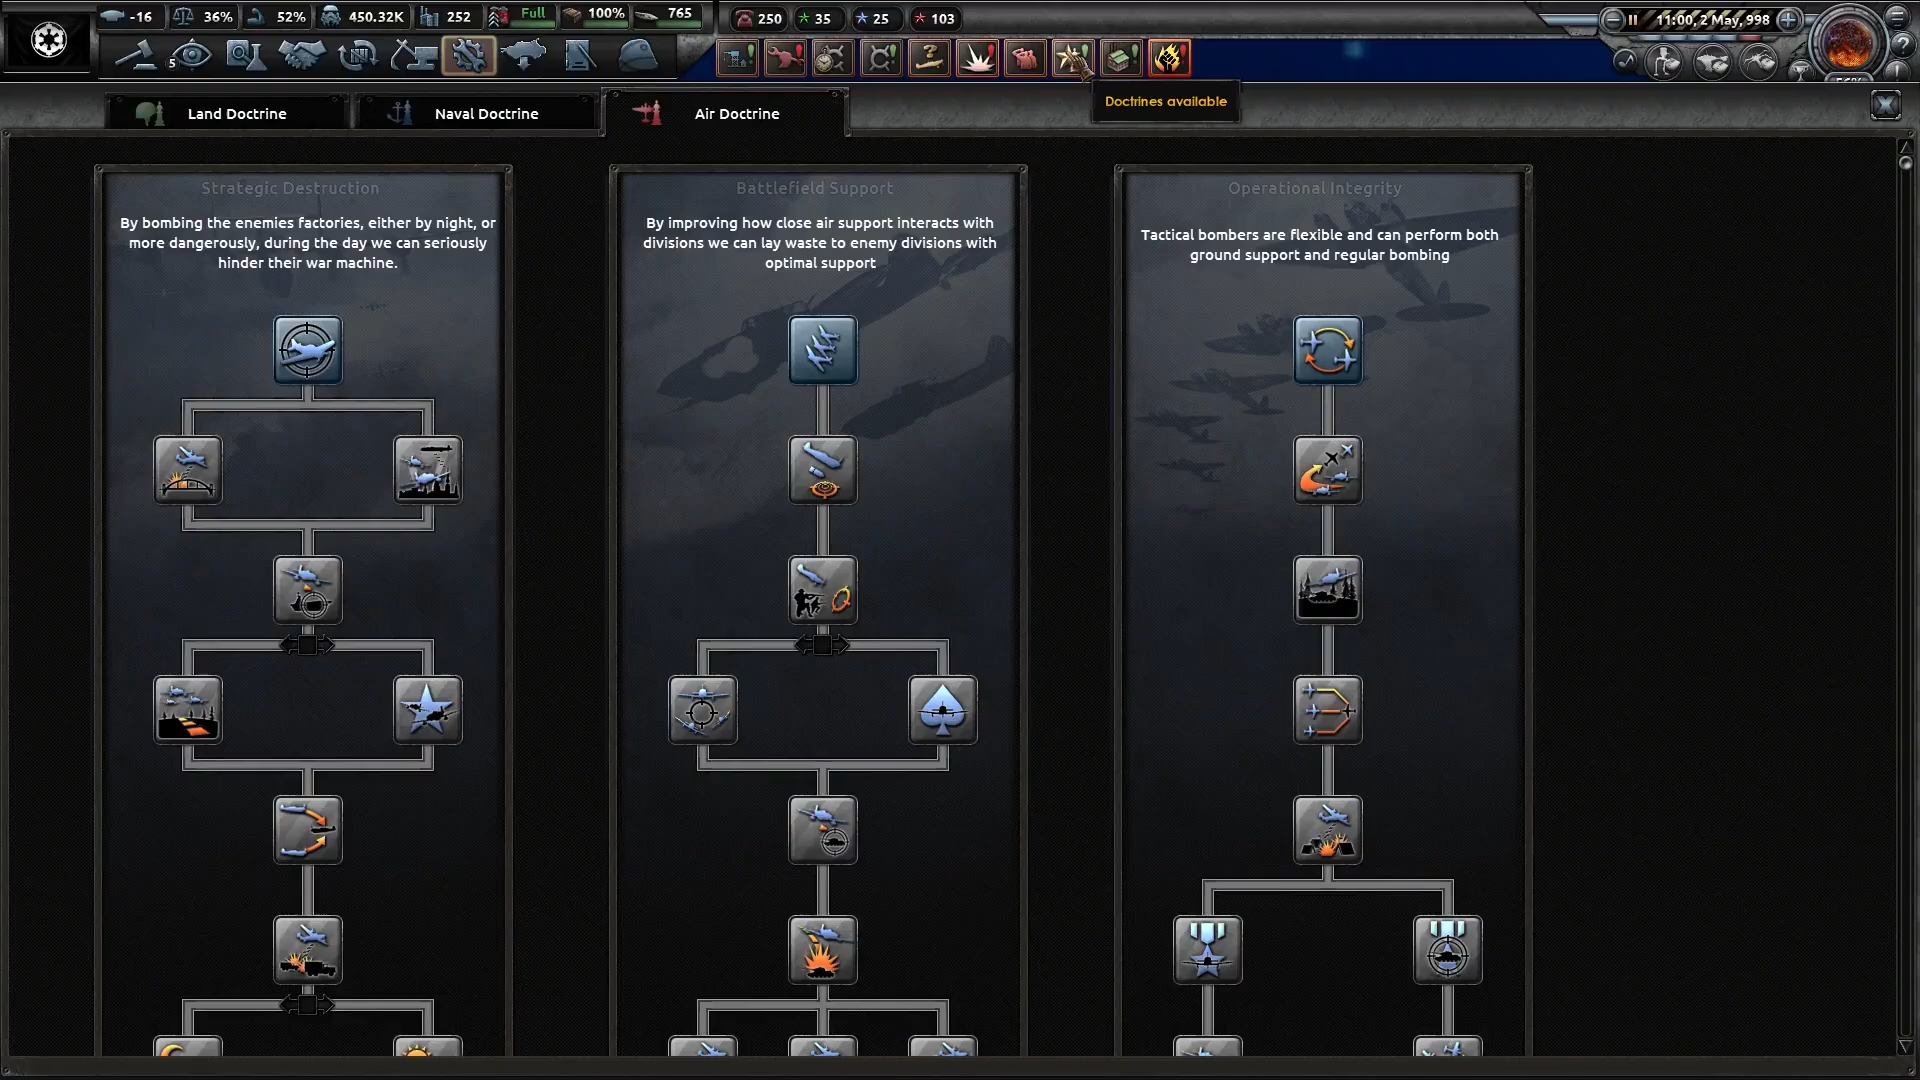 -16
36%
52%
450.32K
252
Full
100%
765
250
35
25
103
11:00, 2 May, 998
5
Doctrines available
Land Doctrine
Naval Doctrine
Air Doctrine
Strategic Destruction
By bombing the enemies factories, either by night, or
more dangerously, during the day we can seriously
hinder their war machine.
Battlefield Support
By improving how close air support interacts with
divisions we can lay waste to enemy divisions with
optimal support
Operational Integrity
Tactical bombers are flexible and can perform both
ground support and regular bombing